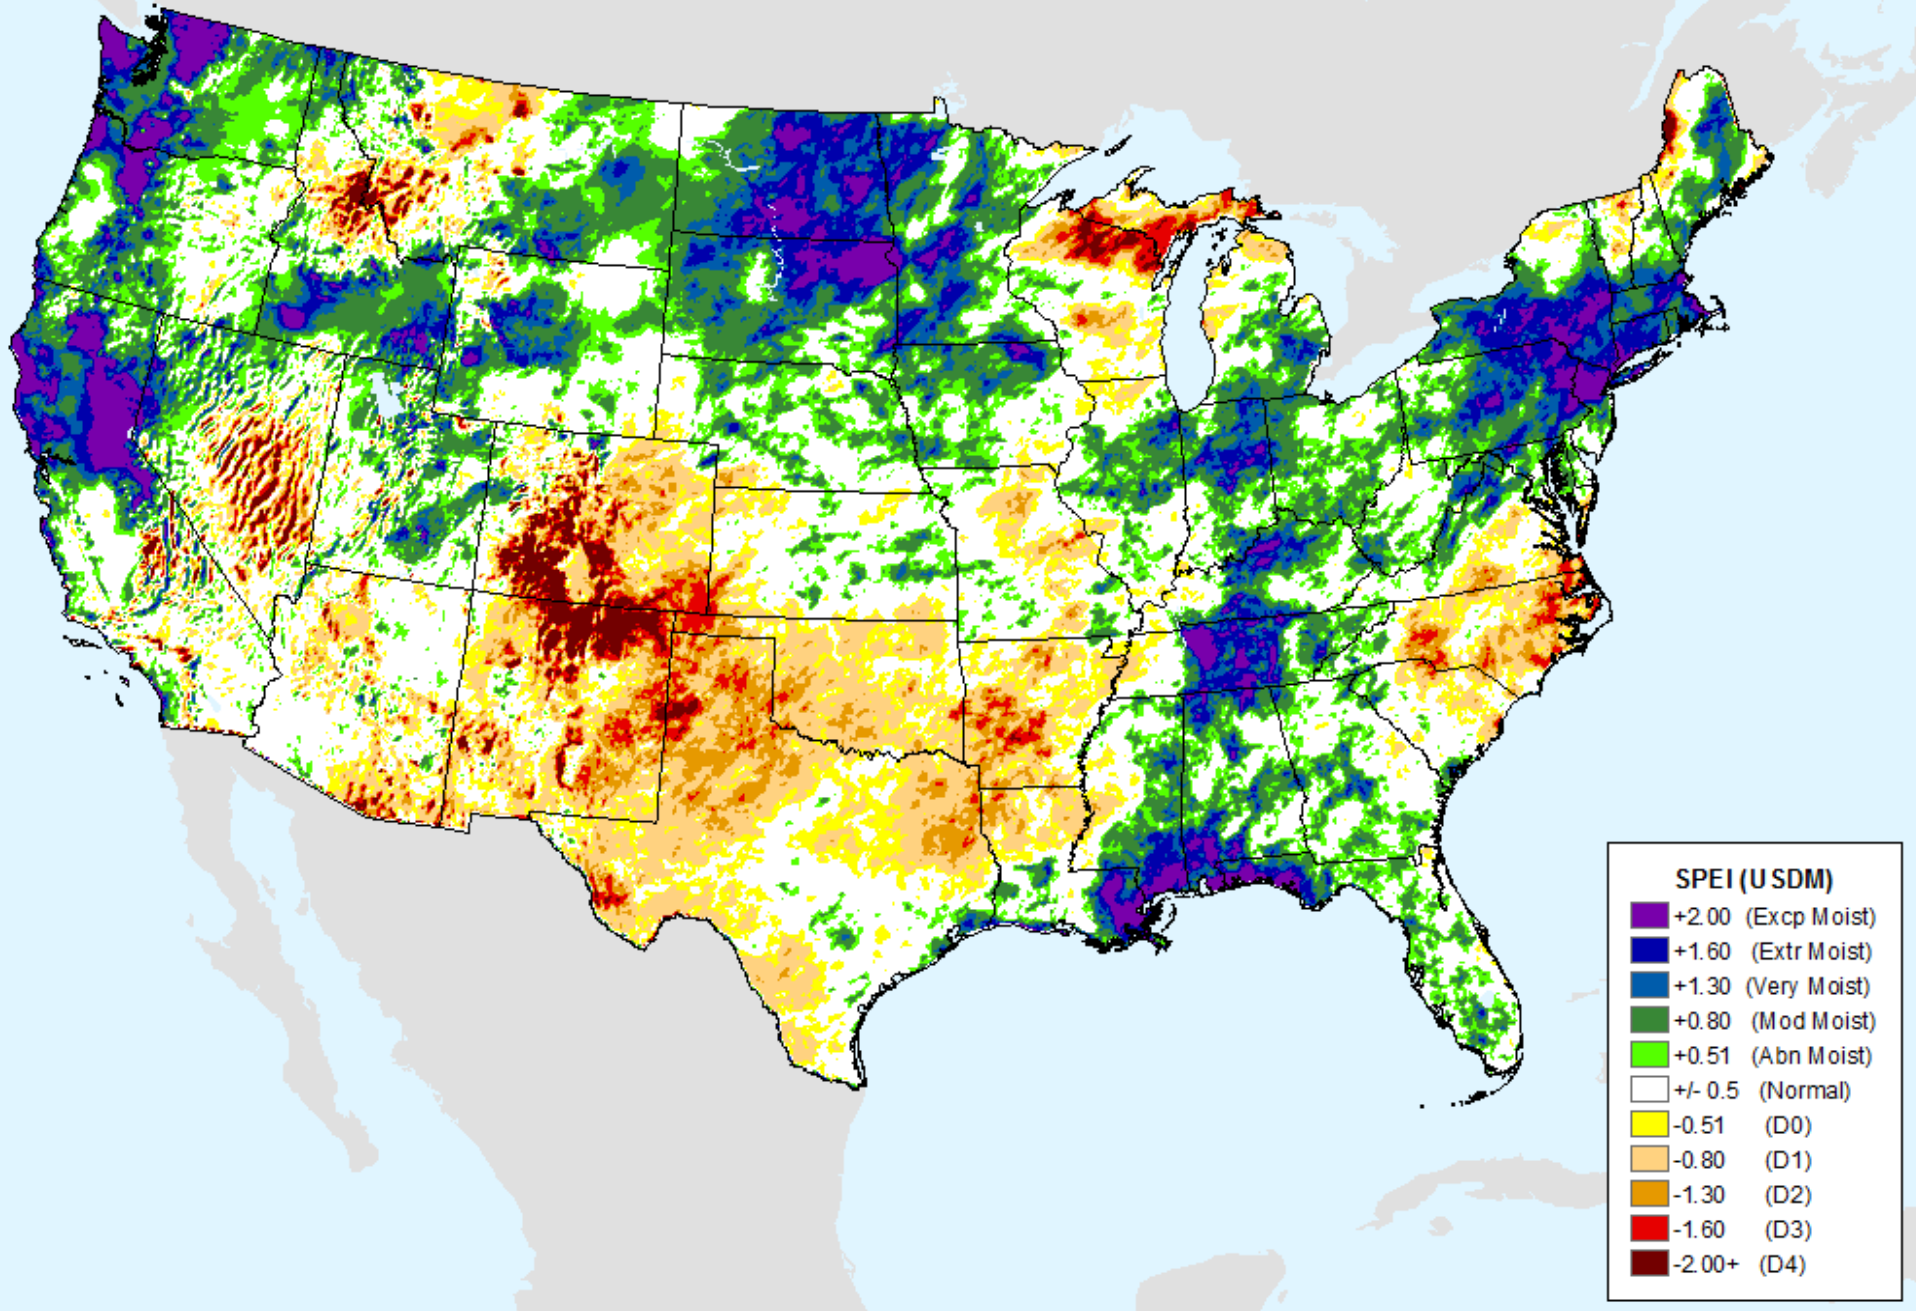 SPEI (USDM)
+2.00 (Excp Moist)
+1.60 (Extr Moist)
+1.30 (Very Moist)
+0.80 (Mod Moist)
+0.51 (Abn Moist)
+/- 0.5 (Normal)
-0.51 (D0)
-0.80 (D1)
-1.30 (D2)
-1.60 (D3)
-2.00+ (D4)